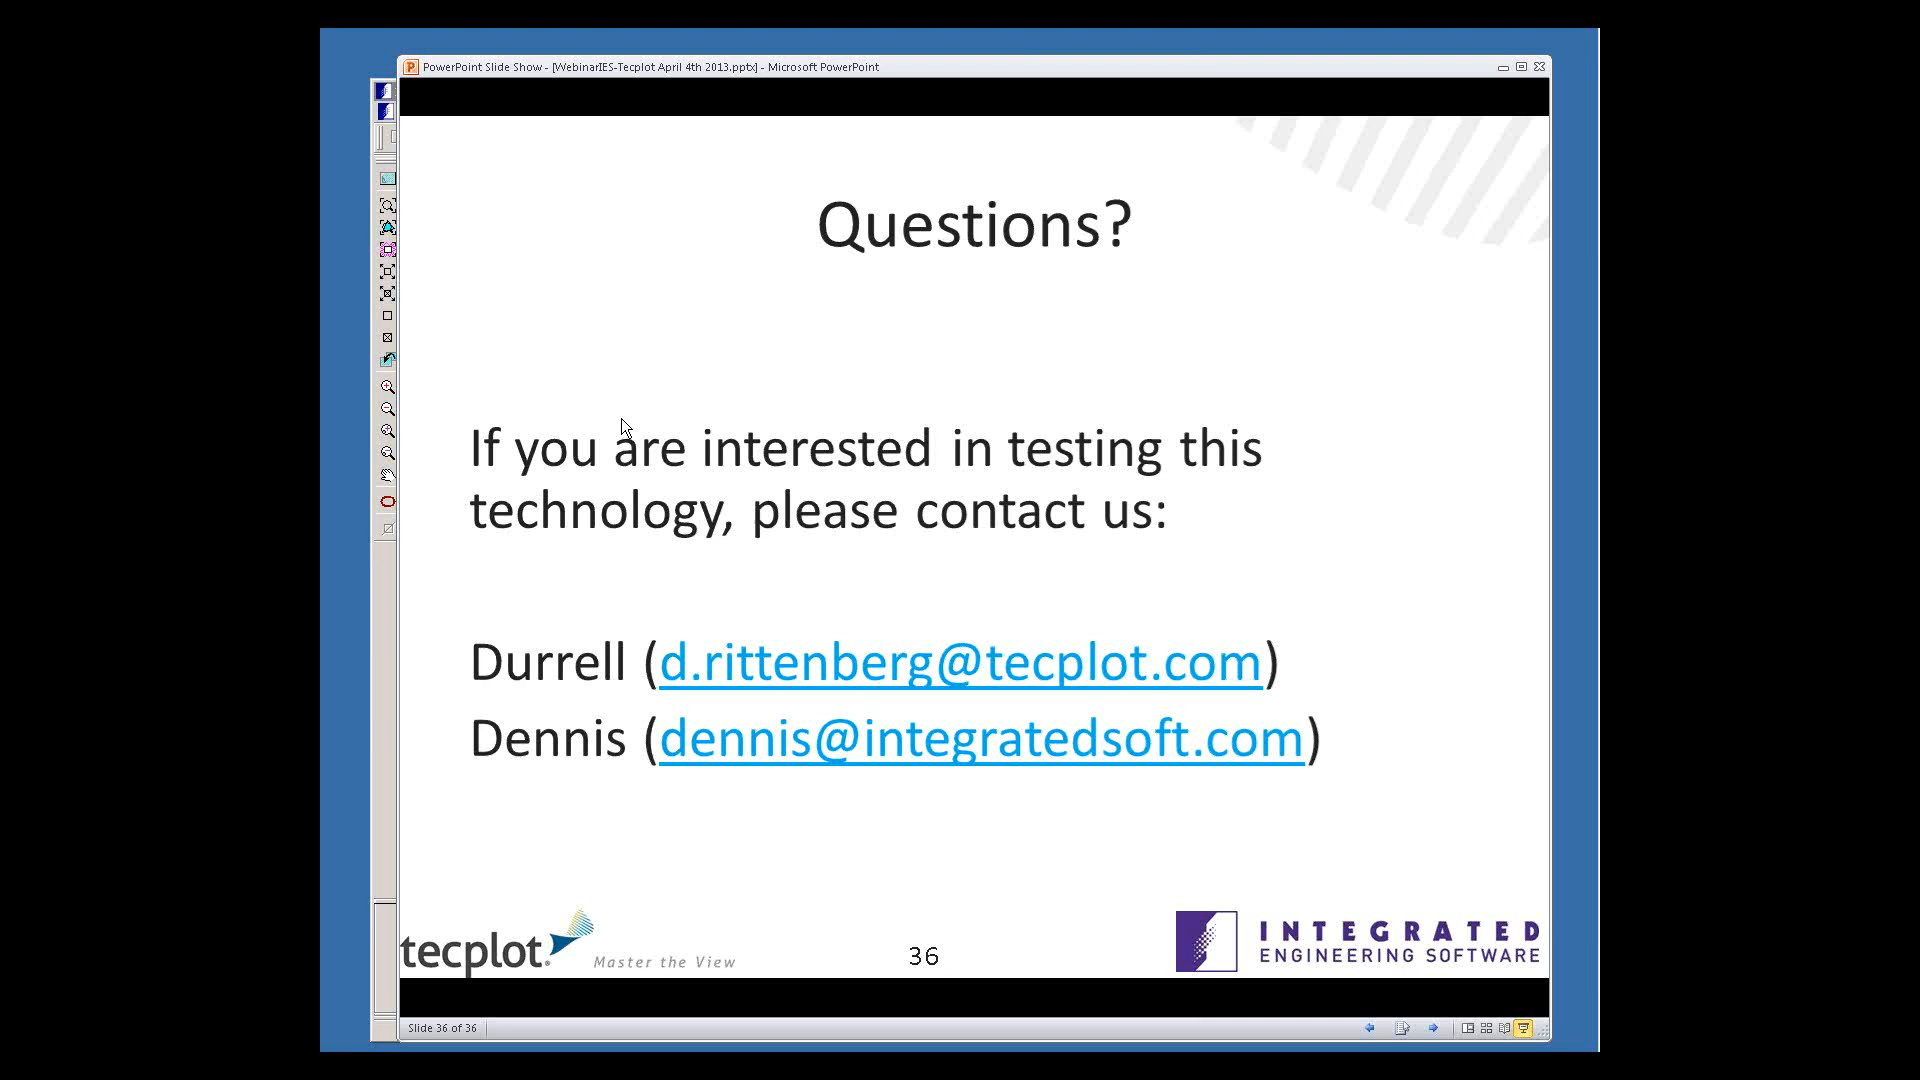 PowerPoint Slide Show - [WebinarIES-Tecplot April 4th 2013.pptx] - Microsoft PowerPoint
Questions?
If you are interested in testing this
technology, please contact us:
Durrell (d.rittenberg@tecplot.com)
Dennis (dennis@integratedsoft.com)
tecplot. Master the View
36
INTEGRATED
ENGINEERING SOFTWARE
Slide 36 of 36